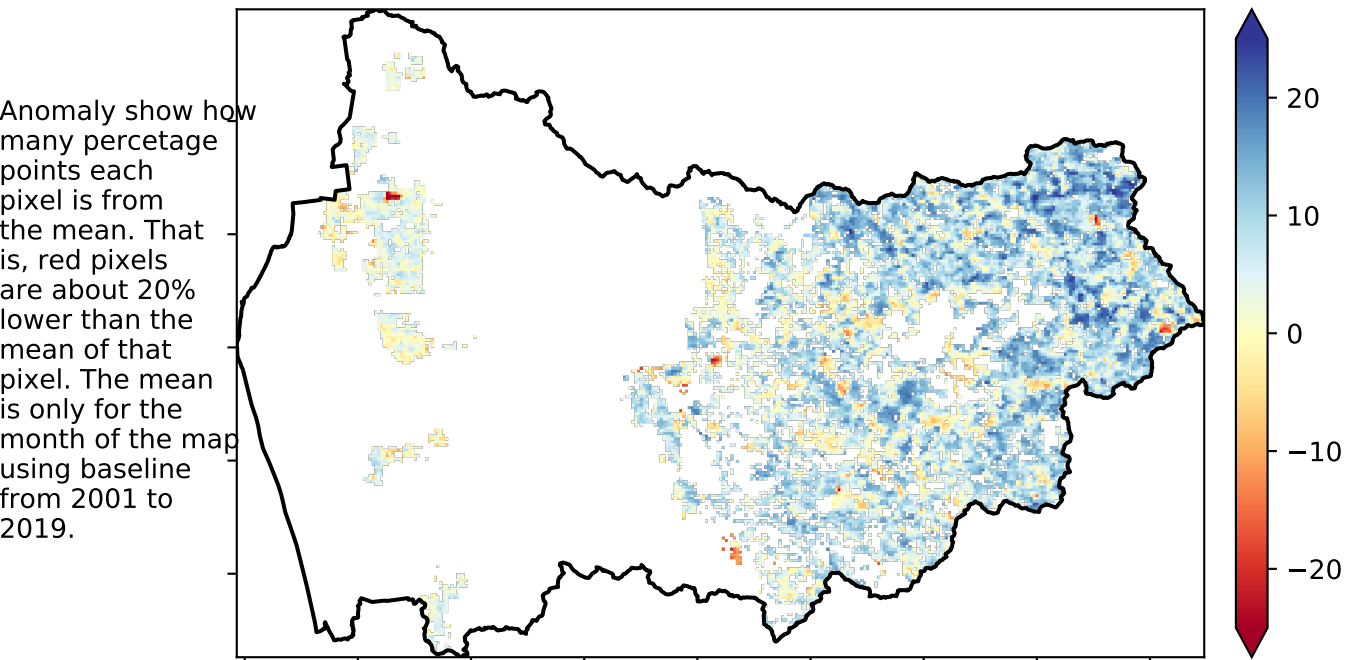 Anomaly show how
many percetage
points each
pixel is from
the mean. That
is, red pixels
are about 20%
lower than the
mean of that
pixel. The mean
is only for the
month of the map
using baseline
from 2001 to
2019.
20
10
0
−10
−20